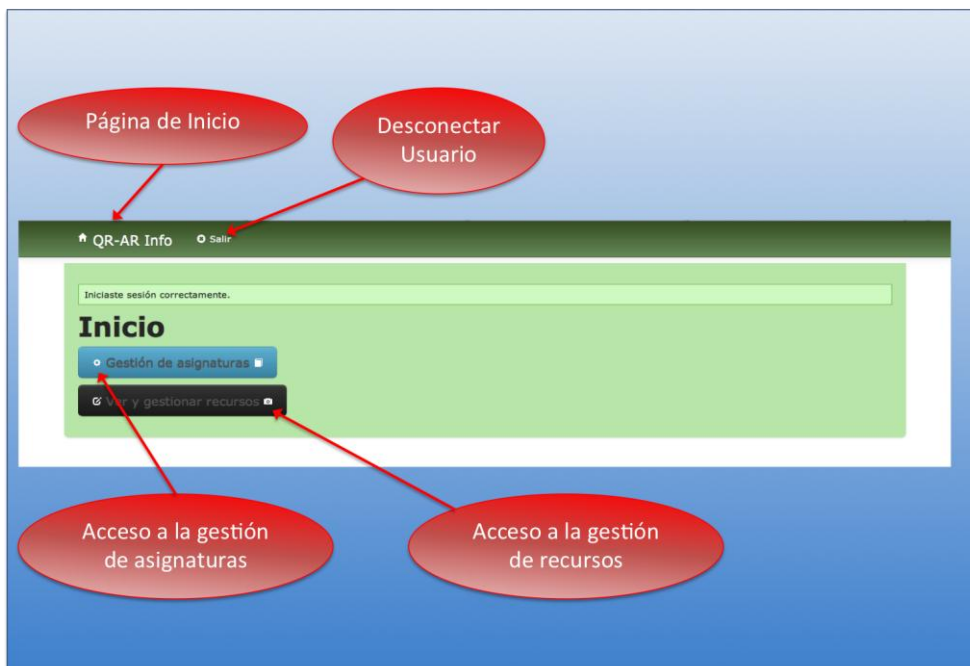 Página de Inicio
Desconectar
Usuario
QR-AR Info
Salir
Iniciaste sesión correctamente.
Inicio
Gestión de asignaturas
Ver y gestionar recursos
Acceso a la gestión
de asignaturas
Acceso a la gestión
de recursos